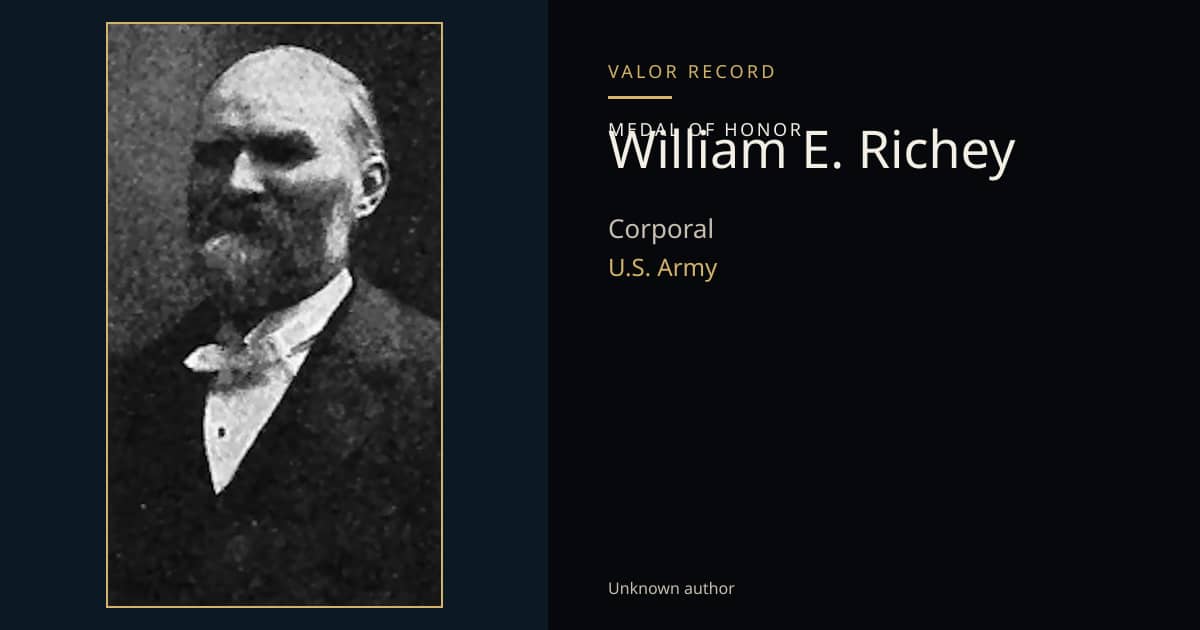 VALOR RECORD
MEDAL OF HONOR
William E. Richey
Corporal
U.S. Army
Unknown author